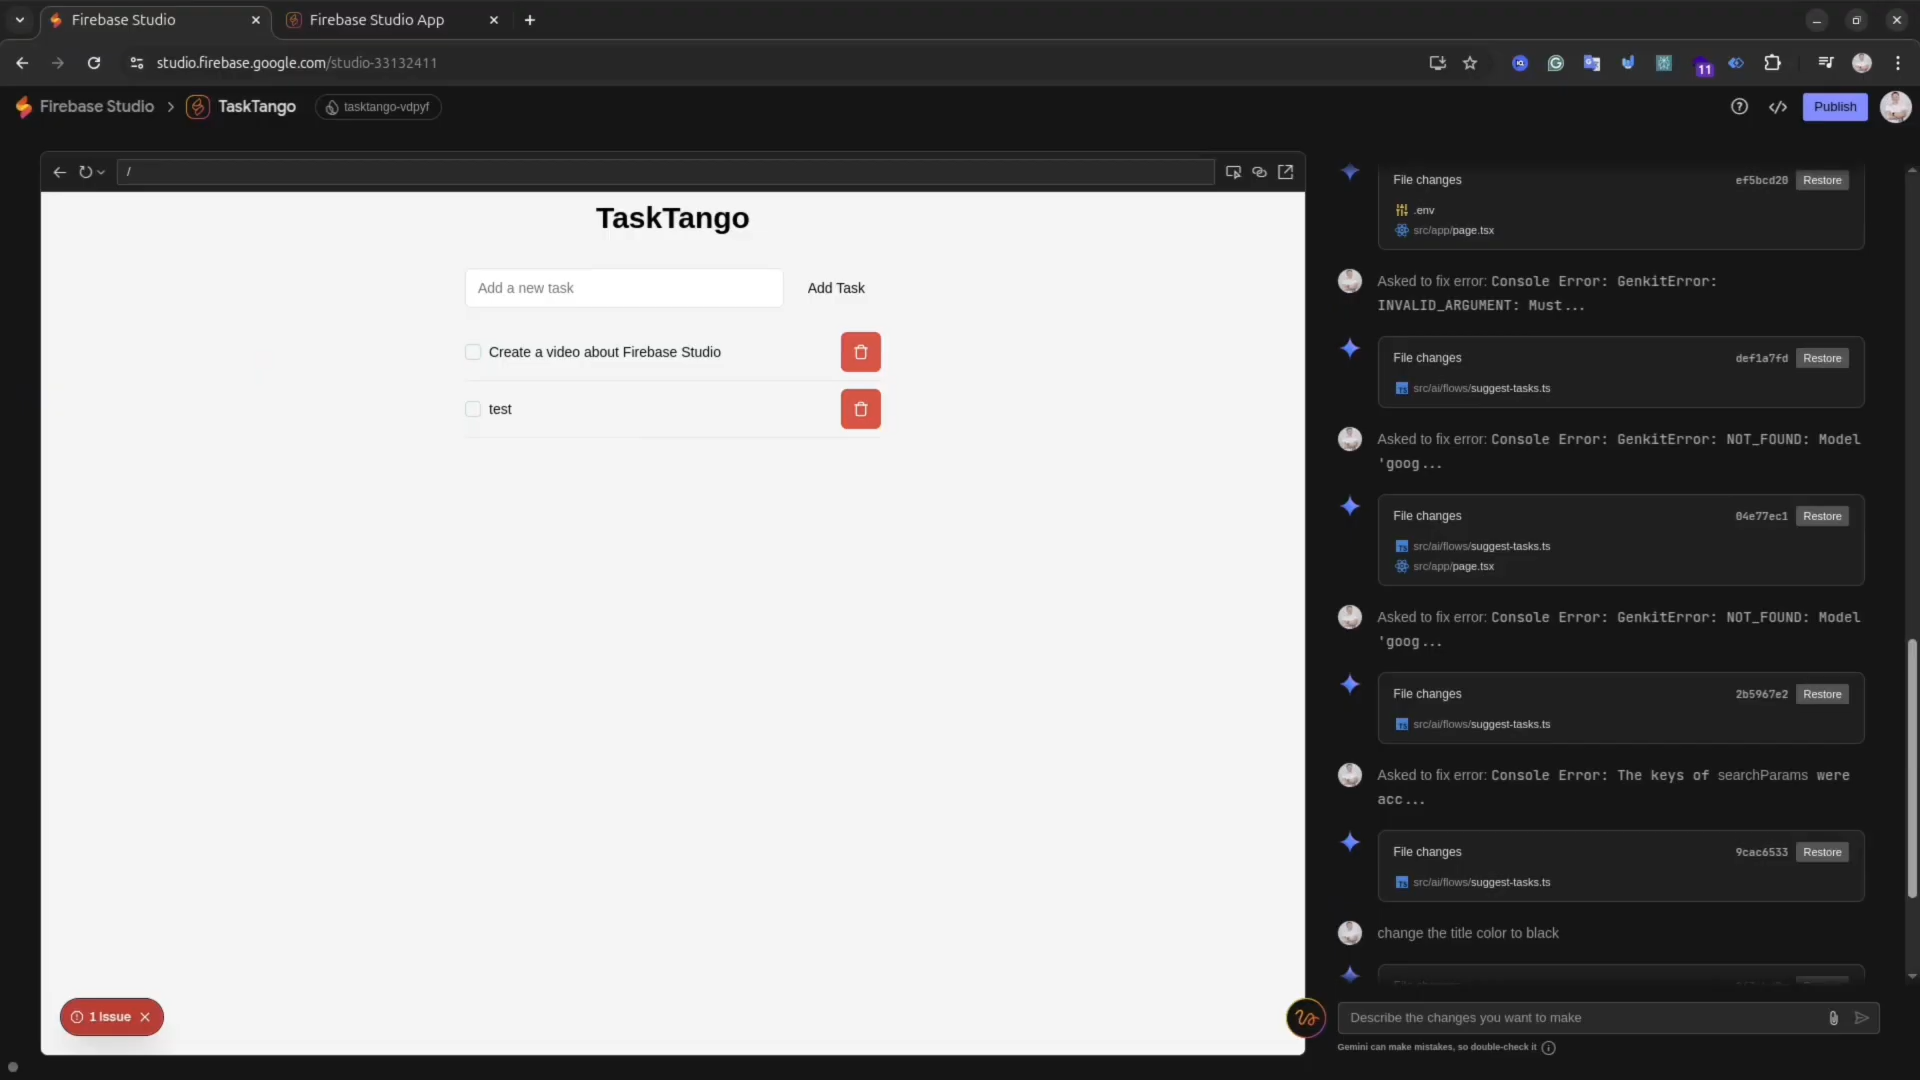 Firebase Studio
Firebase Studio App
studio.firebase.google.com/studio-33132411
11
Firebase Studio > TaskTango
tasktango-vdpyf
Publish
/
TaskTango
Add a new task
Add Task
Create a video about Firebase Studio
test
1 Issue
File changes
ef5bcd20
Restore
.env
src/app/page.tsx
Asked to fix error: Console Error: GenkitError:
INVALID_ARGUMENT: Must...
File changes
def1a7fd
Restore
src/ai/flows/suggest-tasks.ts
Asked to fix error: Console Error: GenkitError: NOT_FOUND: Model
'goog...
File changes
04e77ec1
Restore
src/ai/flows/suggest-tasks.ts
src/app/page.tsx
Asked to fix error: Console Error: GenkitError: NOT_FOUND: Model
'goog...
File changes
2b5967e2
Restore
src/ai/flows/suggest-tasks.ts
Asked to fix error: Console Error: The keys of searchParams were
acc...
File changes
9cac6533
Restore
src/ai/flows/suggest-tasks.ts
change the title color to black
Describe the changes you want to make
Gemini can make mistakes, so double-check it